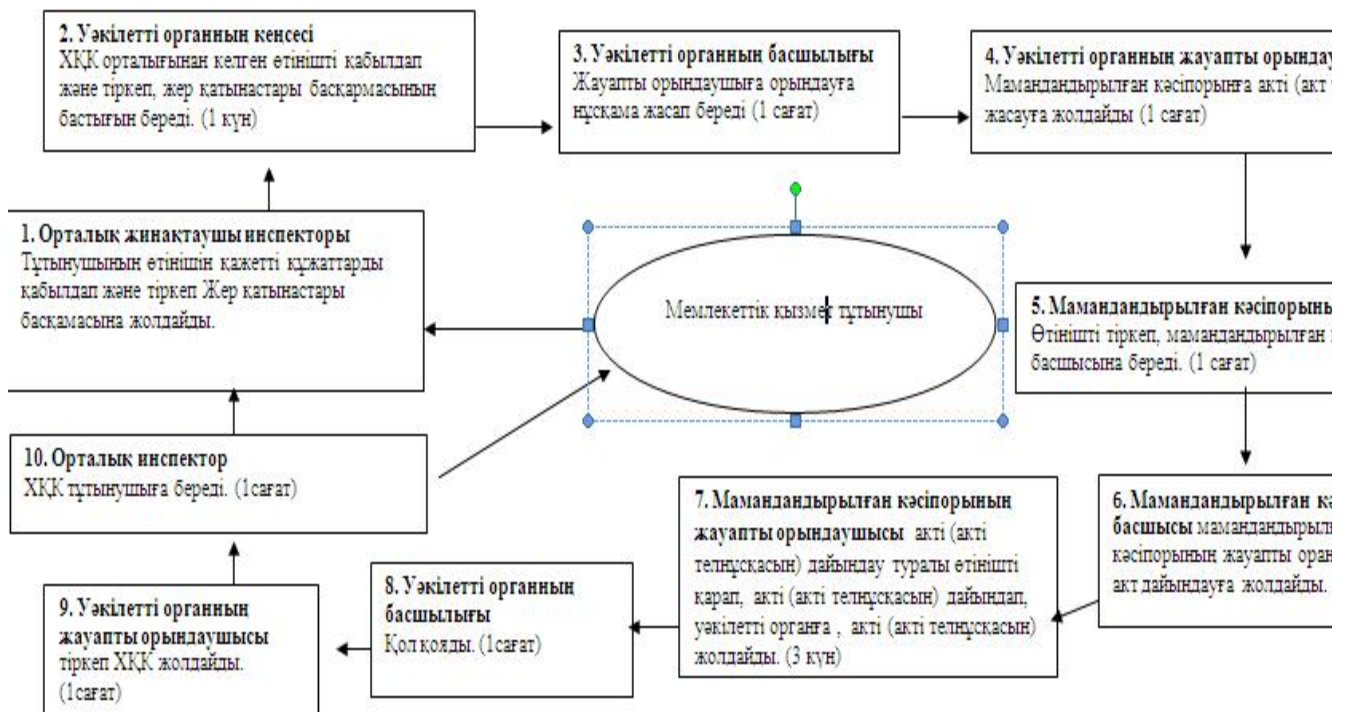 2. Уәкілетті органның кеңсесі
ХҚК орталығынан келген өтінішті қабылдап
және тіркеп, жер қатынастары басқармасының
бастығын береді. (1 күн)
3. Уәкілетті органның басшылығы
Жауапты орындаушыға орындауға
нұсқама жасап береді (1 сағат)
4. Уәкілетті органның жауапты
Мамандандырылған кәсіпорынға акті (акт
жасауға жолдайды (1 сағат)
1. Орталық жинақтаушы инспекторы
Тұтынушының өтінішін қажетті құжаттарды
қабылдап және тіркеп Жер қатынастары
басқамасына жолдайды.
Мемлекеттік қызмет тұтынушы
5. Мамандандырылған
Өтінішті тіркеп, мамандандырылған
басшысына береді. (1 сағат)
10. Орталық инспектор
ХҚК тұтынушыға береді. (1сағат)
7. Мамандандырылған кәсіпорының
жауапты орындаушысы акті (акті
телнұсқасын) дайындау туралы өтінішті
қарап, акті (акті телнұсқасын) дайындап,
уәкілетті органға , акті (акті телнұсқасын)
жолдайды. (3 күн)
6. Мамандандырылған
басшысы
кәсіпорының жауапты
акт дайындауға жолдайды.
8. Уәкілетті органның
басшылығы
Қол қояды. (1сағат)
9. Уәкілетті органның
жауапты орындаушысы
тіркеп ХҚК жолдайды.
(1сағат)